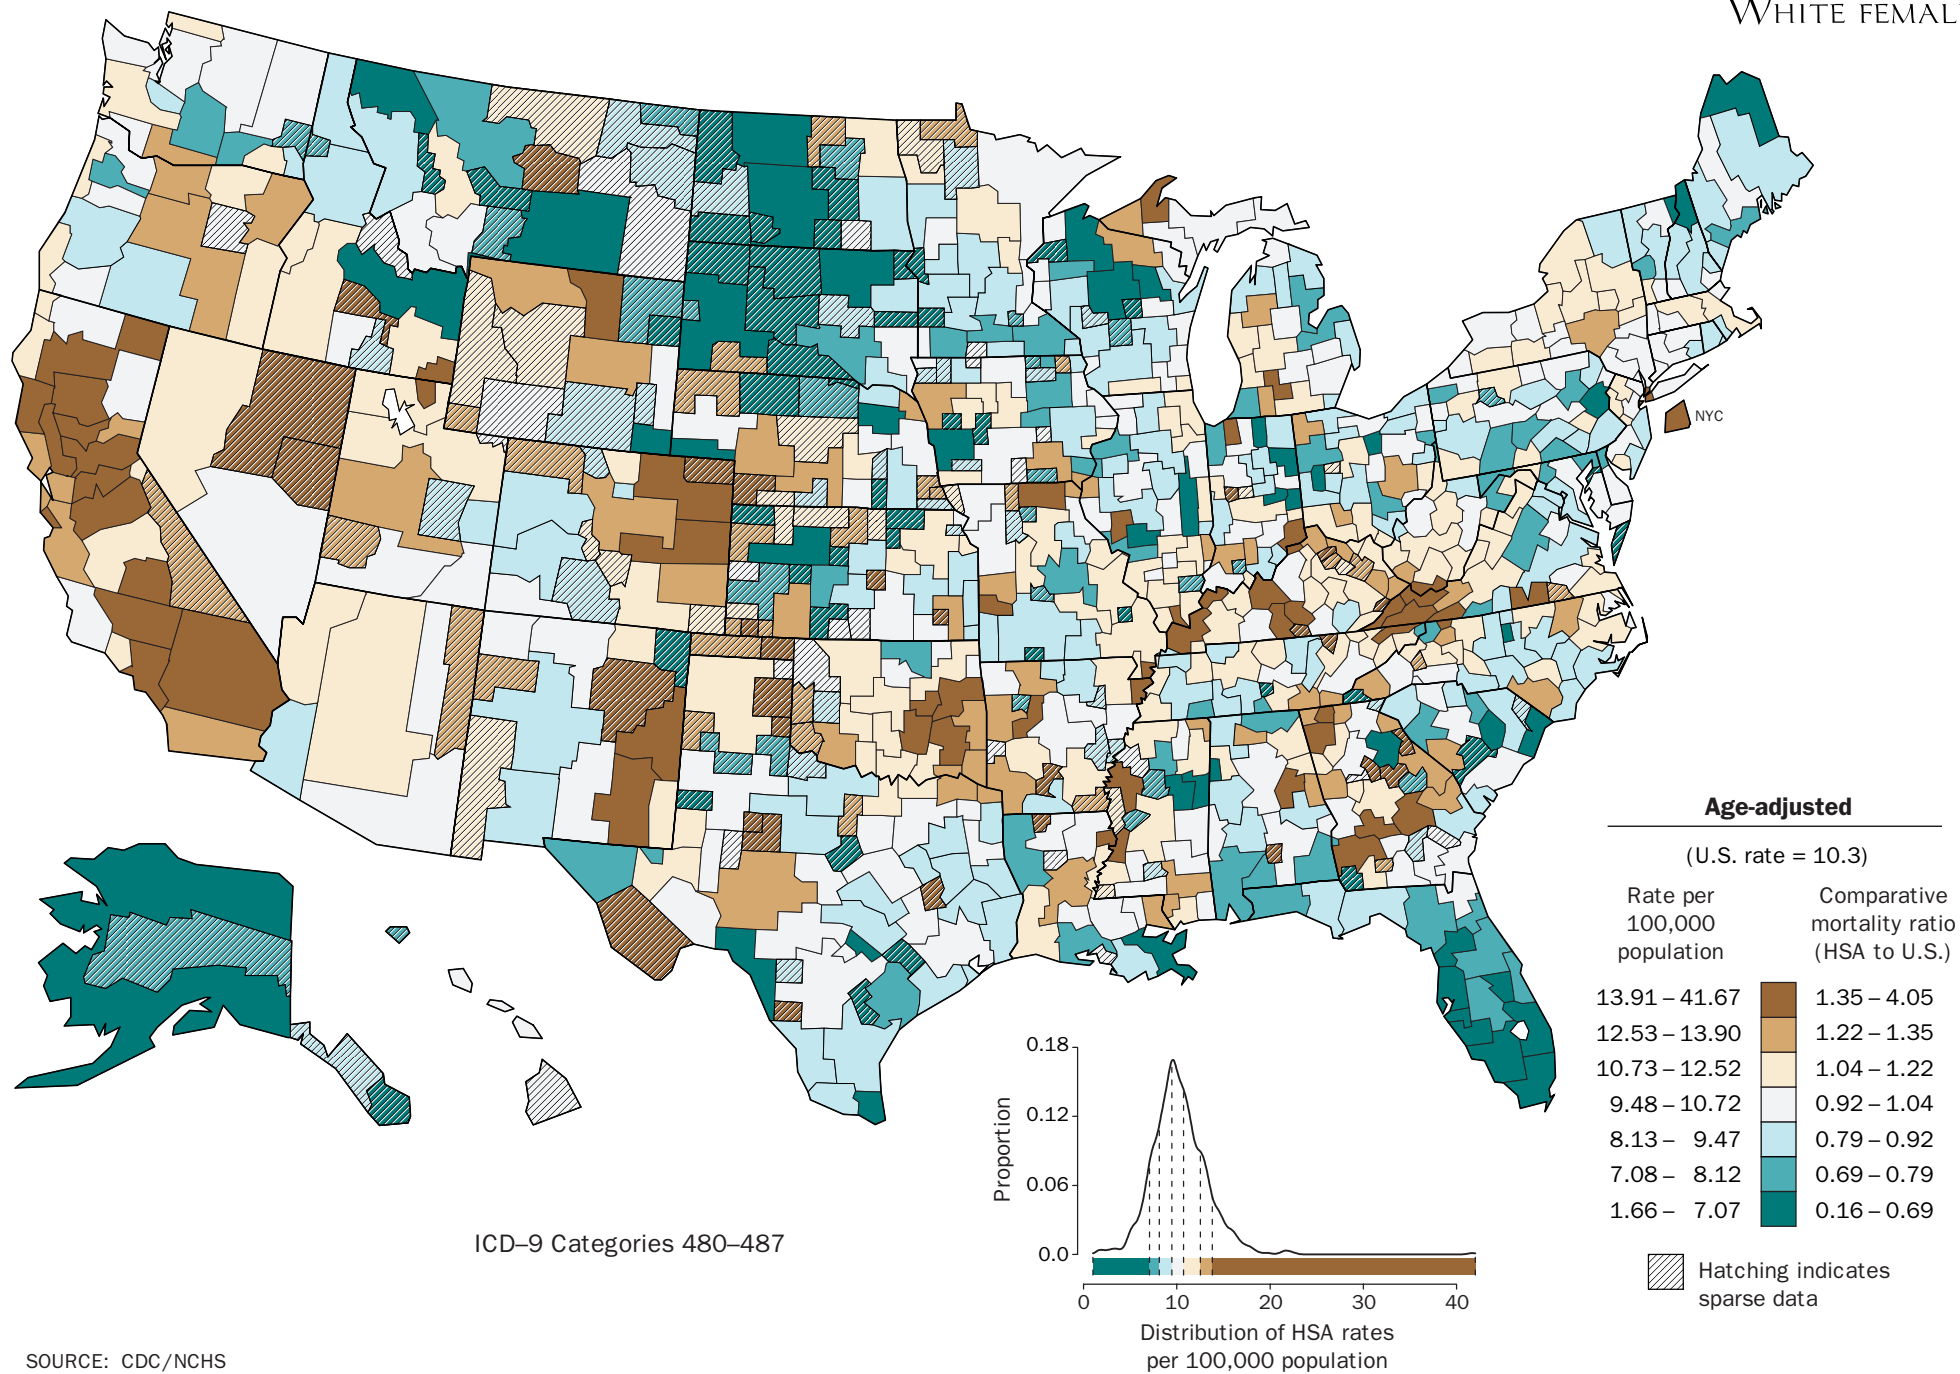 WHITE FEMAL
NYC
Age-adjusted
(U.S. rate = 10.3)
Rate per 100,000 population
Comparative mortality ratio (HSA to U.S.)
13.91 – 41.67 1.35 – 4.05
12.53 – 13.90 1.22 – 1.35
10.73 – 12.52 1.04 – 1.22
9.48 – 10.72 0.92 – 1.04
8.13 – 9.47 0.79 – 0.92
7.08 – 8.12 0.69 – 0.79
1.66 – 7.07 0.16 – 0.69
Hatching indicates
sparse data
Proportion
0.18
0.12
0.06
0.0
0 10 20 30 40
Distribution of HSA rates
per 100,000 population
ICD–9 Categories 480–487
SOURCE: CDC/NCHS